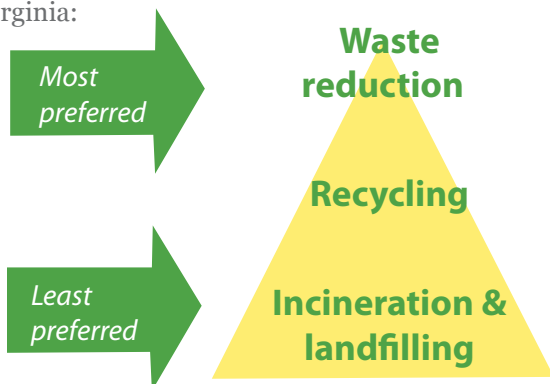 rginia:
Most
preferred
Waste
reduction
Recycling
Least
preferred
Incineration &
landfilling